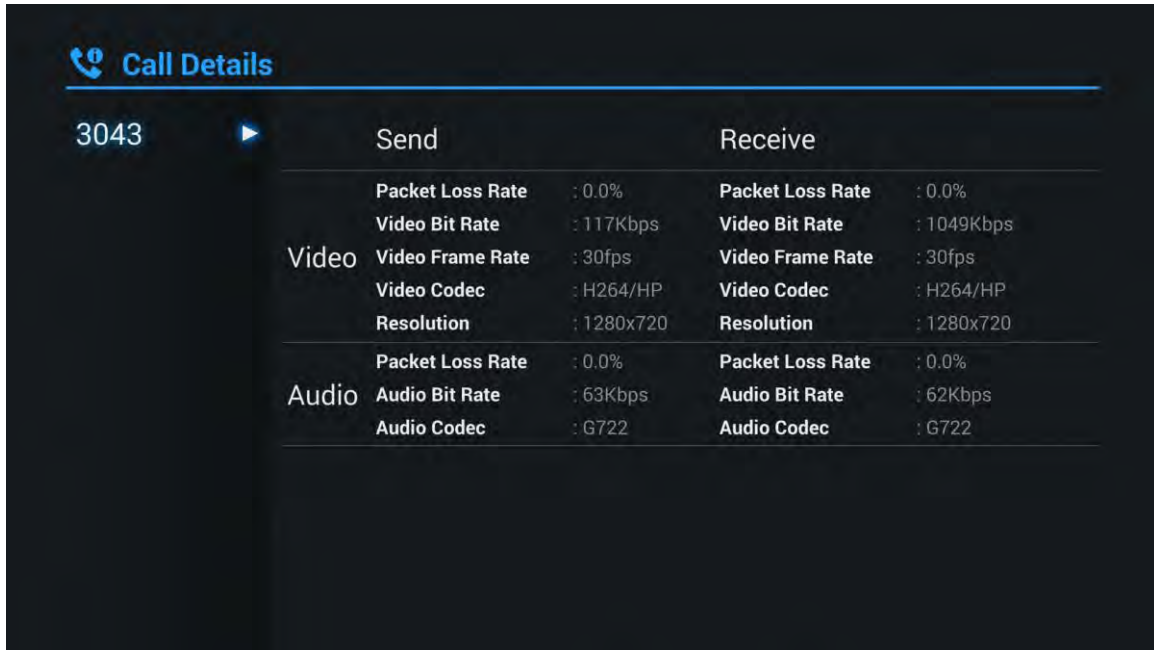 Call Details
3043
Send Receive
Packet Loss Rate : 0.0% Packet Loss Rate : 0.0%
Video Bit Rate : 117Kbps Video Bit Rate : 1049Kbps
Video Video Frame Rate : 30fps Video Frame Rate : 30fps
Video Codec : H264/HP Video Codec : H264/HP
Resolution : 1280x720 Resolution : 1280x720
Packet Loss Rate : 0.0% Packet Loss Rate : 0.0%
Audio Audio Bit Rate : 63Kbps Audio Bit Rate : 62Kbps
Audio Codec : G722 Audio Codec : G722